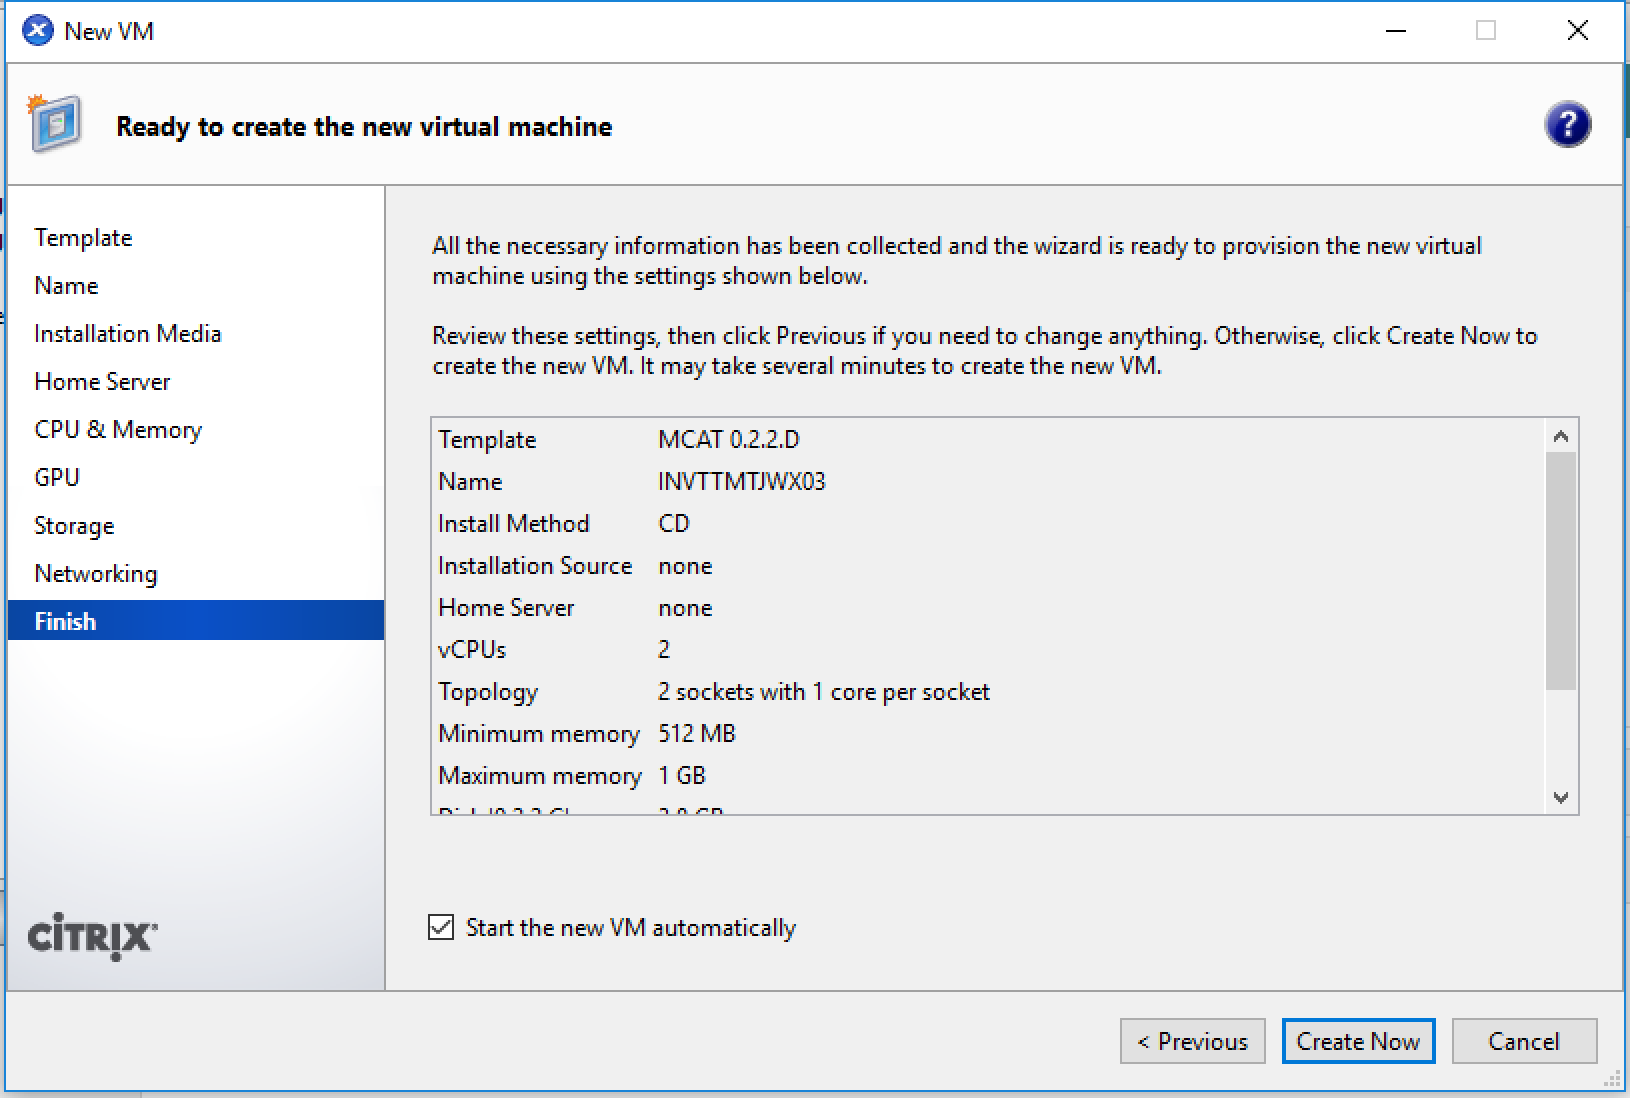 New VM
Ready to create the new virtual machine
?
Template
Name
Installation Media
Home Server
CPU & Memory
GPU
Storage
Networking
Finish
CİTRIX
All the necessary information has been collected and the wizard is ready to provision the new virtual
machine using the settings shown below.
Review these settings, then click Previous if you need to change anything. Otherwise, click Create Now to
create the new VM. It may take several minutes to create the new VM.
Template MCAT 0.2.2.D
Name INVTTMTJWX03
Install Method CD
Installation Source none
Home Server none
vCPUs 2
Topology 2 sockets with 1 core per socket
Minimum memory 512 MB
Maximum memory 1 GB
Start the new VM automatically
< Previous
Create Now
Cancel